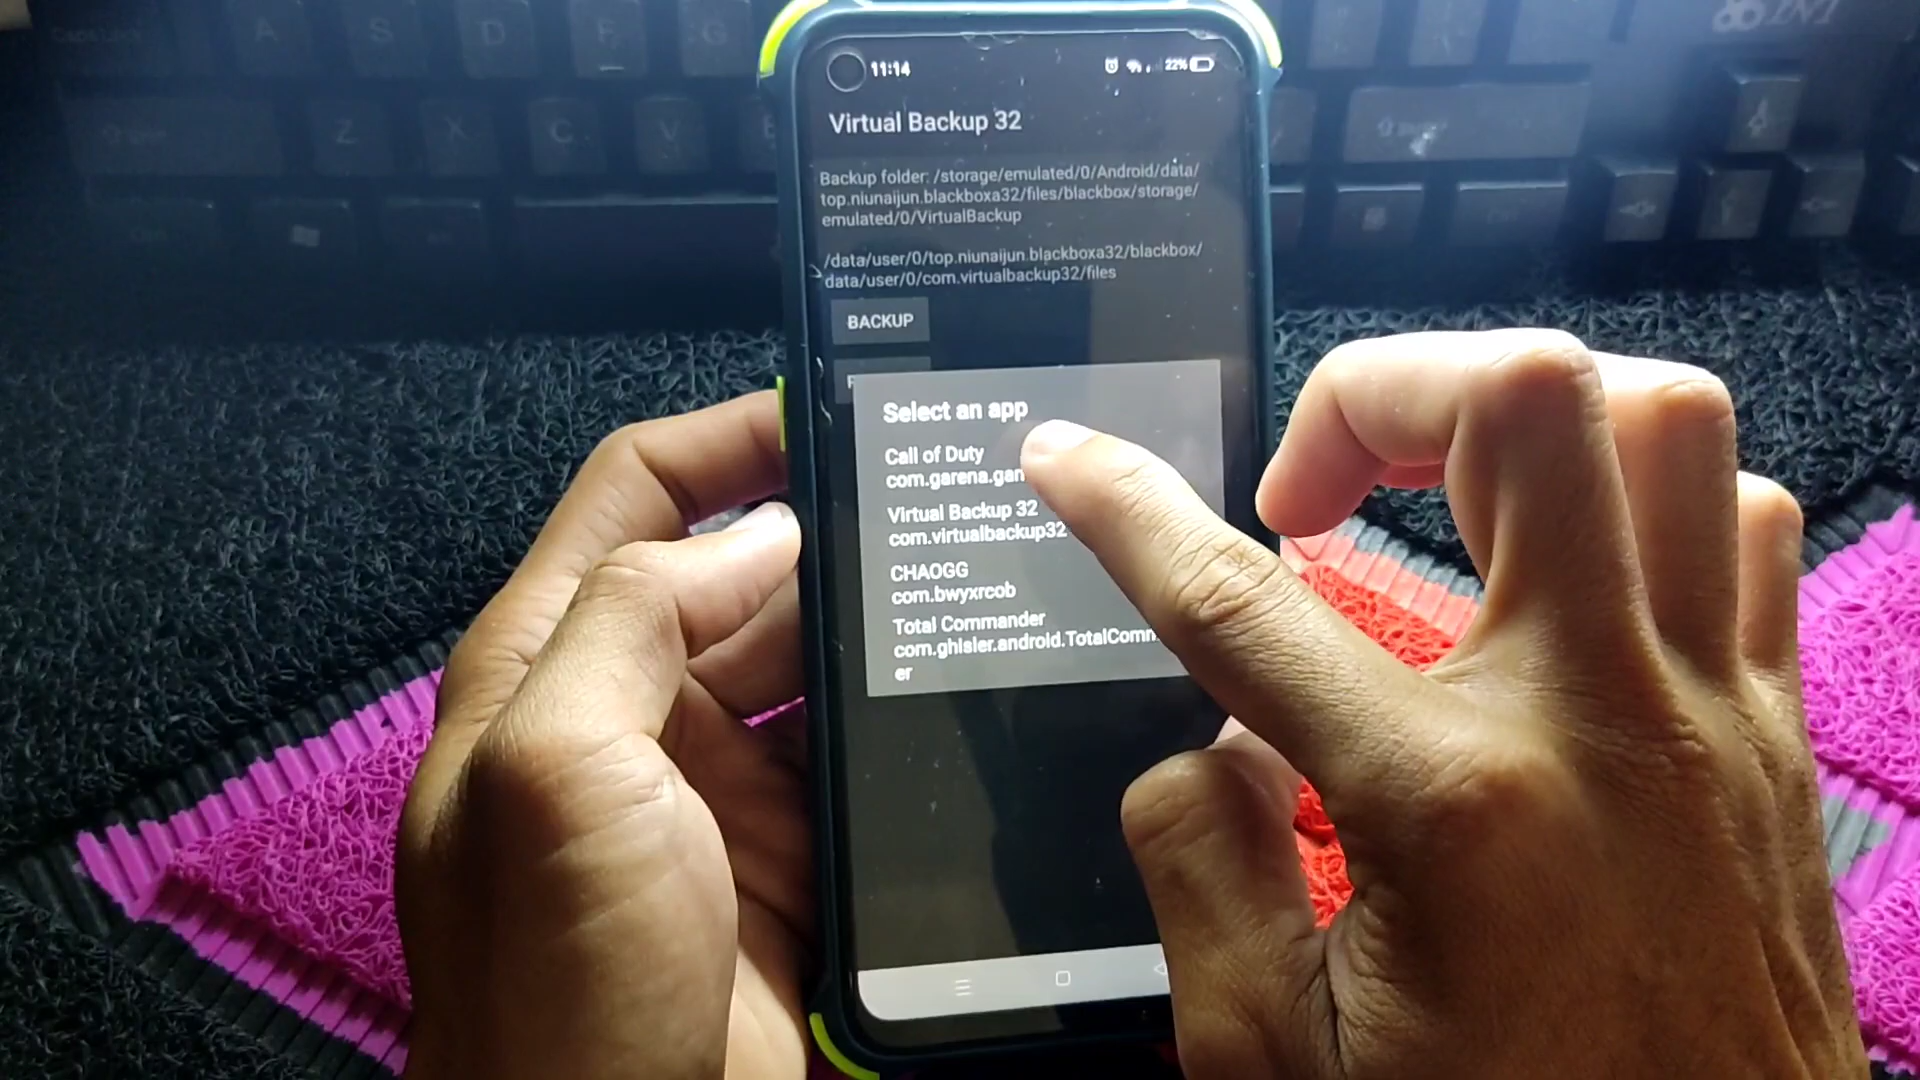 11:14
22%
Virtual Backup 32
Backup folder: /storage/emulated/0/Android/data/
top.niunaijun.blackboxa32/files/blackbox/storage/
emulated/0/VirtualBackup
/data/user/0/top.niunaijun.blackboxa32/blackbox/
data/user/0/com.virtualbackup32/files
BACKUP
Select an app
Call of Duty
com.garena.gam
Virtual Backup 32
com.virtualbackup32
CHAOGG
com.bwyxrcob
Total Commander
com.ghisler.android.TotalComm
er
A
S
D
F
G
Z
X
C
V